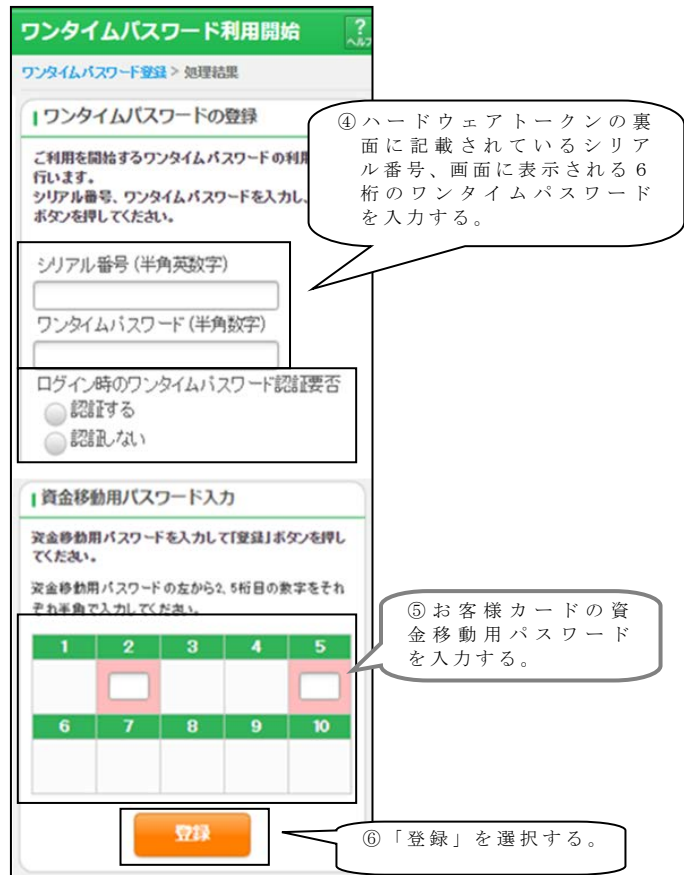 ワンタイムパスワード利用開始
?
ヘルプ
ワンタイムパスワード登録 > 処理結果
ワンタイムパスワードの登録
ご利用を開始するワンタイムパスワードの利用
行います。
シリアル番号、ワンタイムパスワードを入力し、
ボタンを押してください。
④ハードウェアトークンの裏
面に記載されているシリア
ル番号、画面に表示される6
桁のワンタイムパスワード
を入力する。
シリアル番号(半角英数字)
ワンタイムパスワード(半角数字)
ログイン時のワンタイムパスワード認証要否
認証する
認証しない
資金移動用パスワード入力
資金移動用パスワードを入力して「登録」ボタンを押し
てください。
資金移動用パスワードの左から2, 5桁目の数字をそれ
ぞれ半角で入力してください。
⑤お客様カードの資
金移動用パスワード
を入力する。
1 2 3 4 5
6 7 8 9 10
登録
⑥「登録」を選択する。